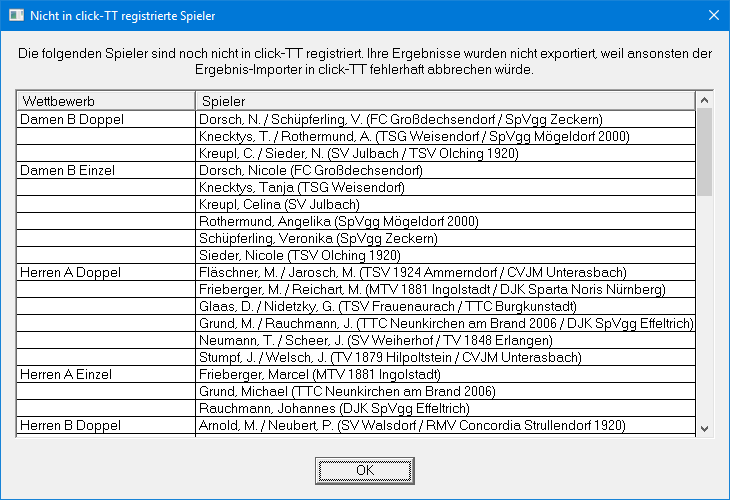 Nicht in click-TT registrierte Spieler
Die folgenden Spieler sind noch nicht in click-TT registriert. Ihre Ergebnisse wurden nicht exportiert, weil ansonsten der
Ergebnis-Importer in click-TT fehlerhaft abbrechen würde.
Wettbewerb Spieler
Damen B Doppel Dorsch, N. / Schüpferling, V. (FC Großdechsendorf / SpVgg Zeckern)
Knecktys, T. / Rothermund, A. (TSG Weisendorf / SpVgg Mögeldorf 2000)
Kreupl, C. / Sieder, N. (SV Julbach / TSV Olching 1920)
Damen B Einzel Dorsch, Nicole (FC Großdechsendorf)
Knecktys, Tanja (TSG Weisendorf)
Kreupl, Celina (SV Julbach)
Rothermund, Angelika (SpVgg Mögeldorf 2000)
Schüpferling, Veronika (SpVgg Zeckern)
Sieder, Nicole (TSV Olching 1920)
Herren A Doppel Fläschner, M. / Jarosch, M. (TSV 1924 Ammerndorf / CVJM Unterasbach)
Frieberger, M. / Reichart, M. (MTV 1881 Ingolstadt / DJK Sparta Noris Nürnberg)
Glaas, D. / Nidetzky, G. (TSV Frauenaurach / TTC Burgkunstadt)
Grund, M. / Rauchmann, J. (TTC Neunkirchen am Brand 2006 / DJK SpVgg Effeltrich)
Neumann, T. / Scheer, J. (SV Weiherhof / TV 1848 Erlangen)
Stumpf, J. / Welsch, J. (TV 1879 Hilpoltstein / CVJM Unterasbach)
Herren A Einzel Frieberger, Marcel (MTV 1881 Ingolstadt)
Grund, Michael (TTC Neunkirchen am Brand 2006)
Rauchmann, Johannes (DJK SpVgg Effeltrich)
Herren B Doppel Arnold, M. / Neubert, P. (SV Walsdorf / RMV Concordia Strullendorf 1920)
OK